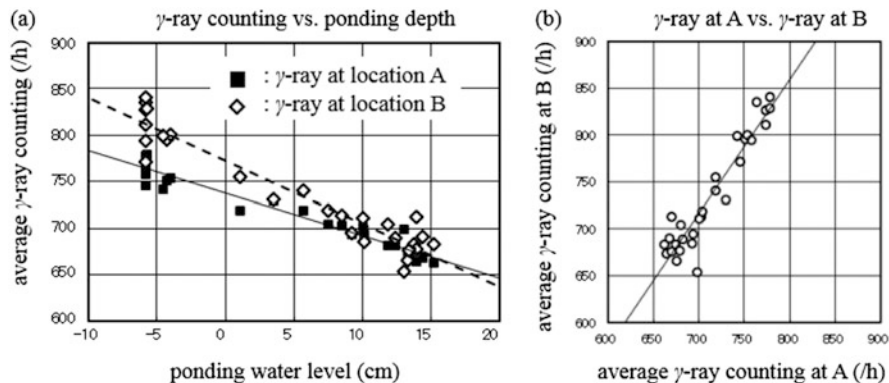 (a) γ-ray counting vs. ponding depth
average γ-ray counting (/h)
900
850
800
750
700
650
600
-10
-5
0
5
10
15
20
■ : γ-ray at location A
◇ : γ-ray at location B
ponding water level (cm)
(b) γ-ray at A vs. γ-ray at B
average γ-ray counting at B (/h)
900
850
800
750
700
650
600
600 650 700 750 800 850 900
average γ-ray counting at A (/h)